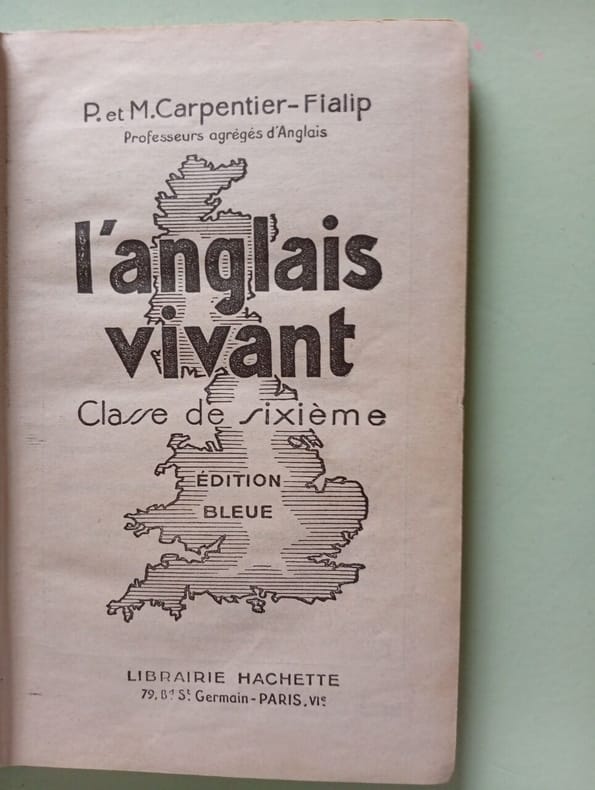 P. et M. Carpentier-Fialip
Professeurs agrégés d'Anglais
l'anglais
vivant
Classe de sixième
ÉDITION
BLEUE
LIBRAIRIE HACHETTE
79, Bd St Germain - PARIS, VIe